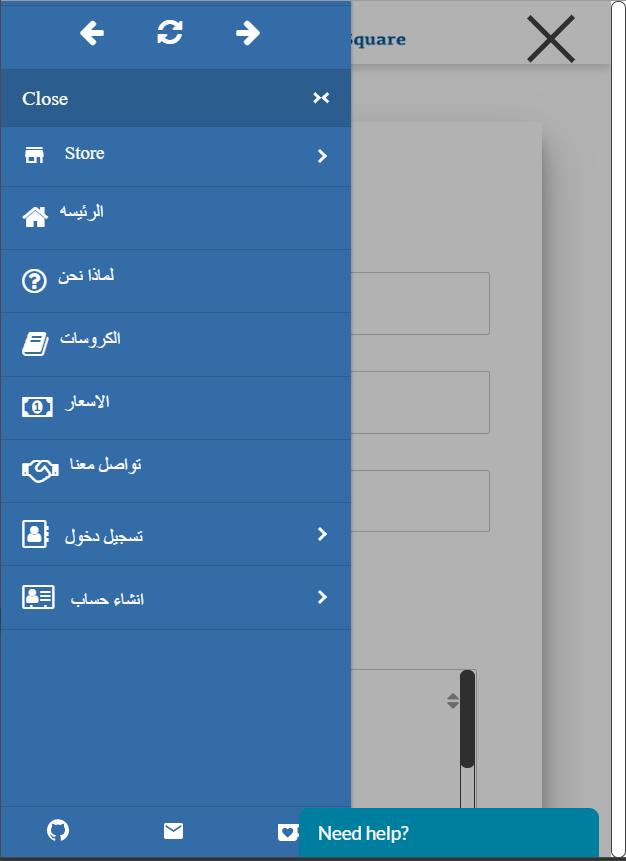 Square
Close
Store
الرئيسه
لماذا نحن
الكروسات
الاسعار
تواصل معنا
تسجيل دخول
انشاء حساب
Need help?